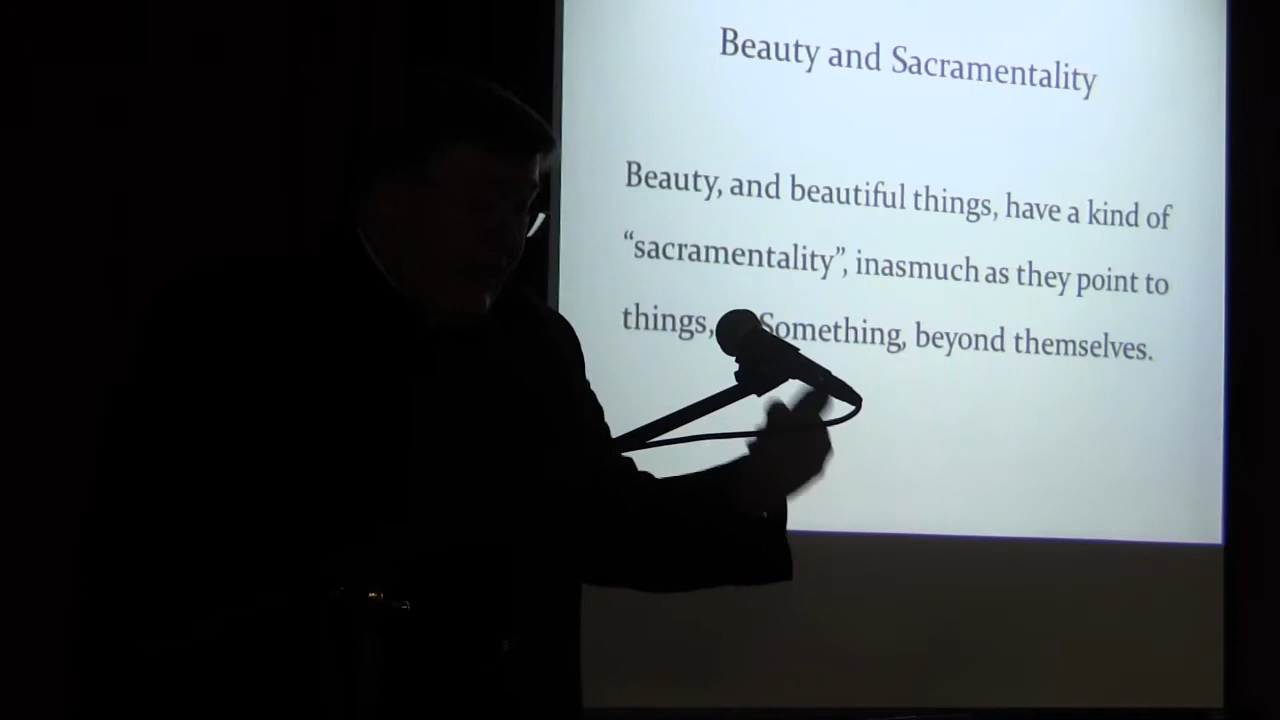 Beauty and Sacramentality
Beauty, and beautiful things, have a kind of
“sacramentality”, inasmuch as they point to
things, Something, beyond themselves.